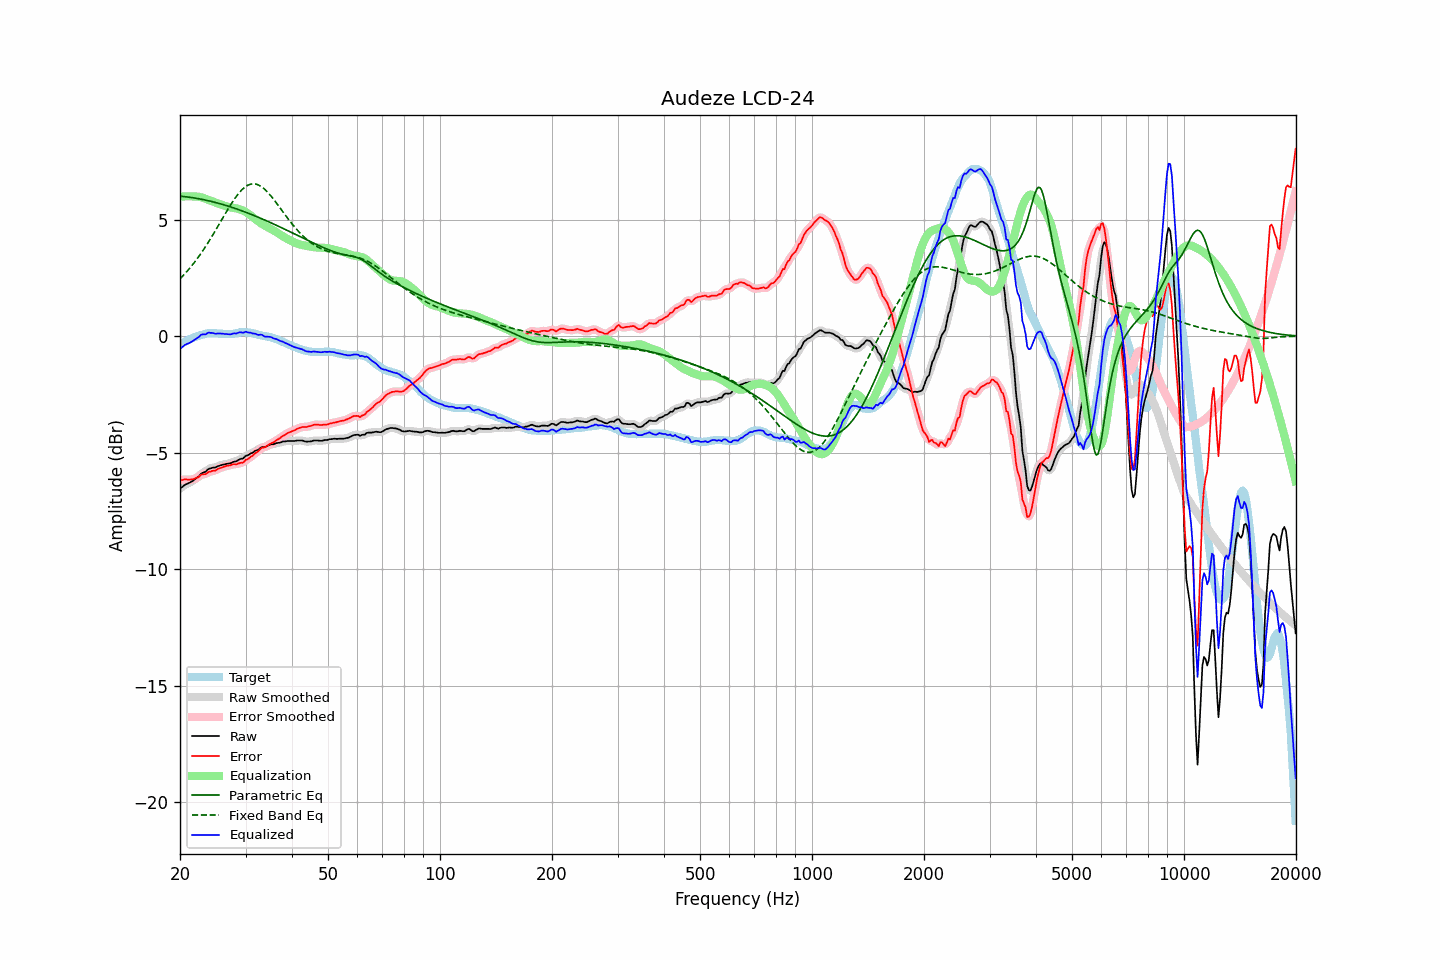 Audeze LCD-24
Amplitude (dBr)
5
0
−5
−10
−15
−20
Target
Raw Smoothed
Error Smoothed
Raw
Error
Equalization
Parametric Eq
Fixed Band Eq
Equalized
20 50 100 200 500 1000 2000 5000 10000 20000
Frequency (Hz)